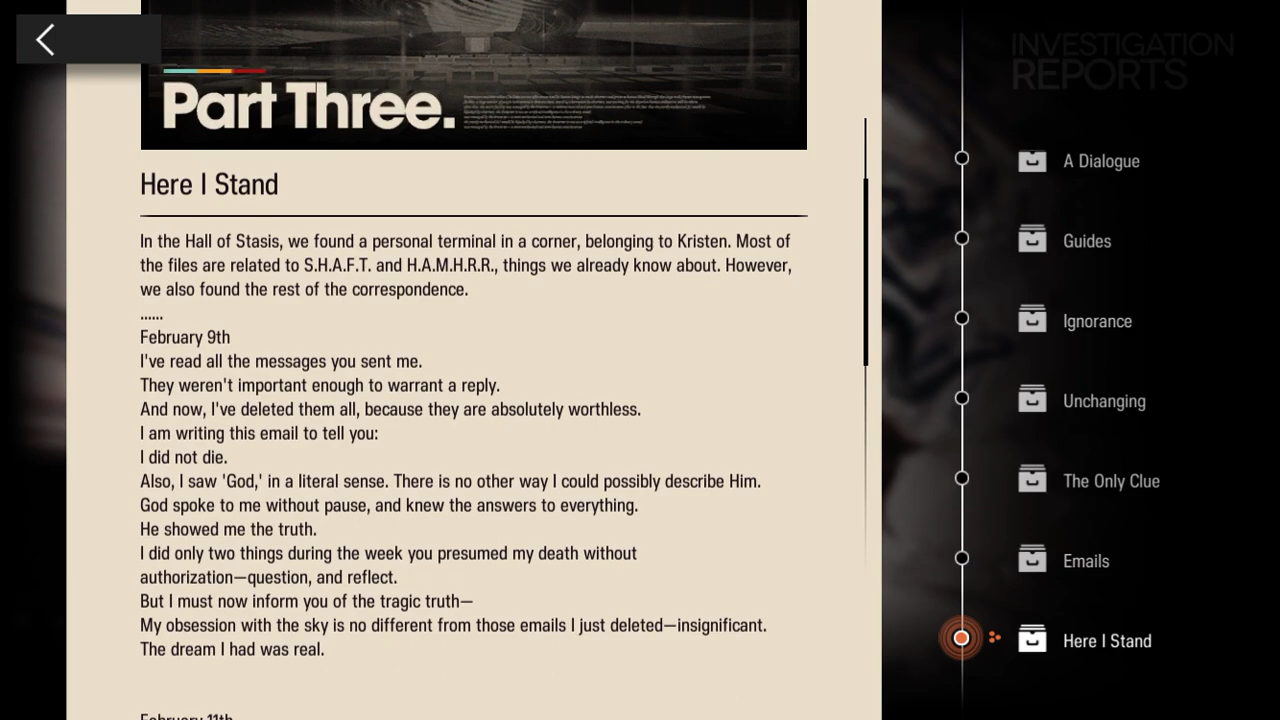 INVESTIGATION
REPORTS
Part Three.
Here I Stand
In the Hall of Stasis, we found a personal terminal in a corner, belonging to Kristen. Most of
the files are related to S.H.A.F.T. and H.A.M.H.R.R., things we already know about. However,
we also found the rest of the correspondence.
......
February 9th
I've read all the messages you sent me.
They weren't important enough to warrant a reply.
And now, I've deleted them all, because they are absolutely worthless.
I am writing this email to tell you:
I did not die.
Also, I saw 'God,' in a literal sense. There is no other way I could possibly describe Him.
God spoke to me without pause, and knew the answers to everything.
He showed me the truth.
I did only two things during the week you presumed my death without
authorization—question, and reflect.
But I must now inform you of the tragic truth—
My obsession with the sky is no different from those emails I just deleted—insignificant.
The dream I had was real.
February 11th
A Dialogue
Guides
Ignorance
Unchanging
The Only Clue
Emails
Here I Stand